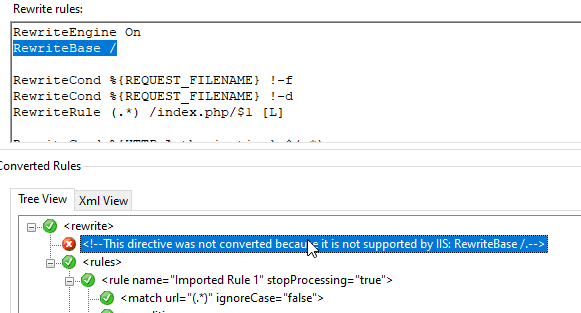 Rewrite rules:
RewriteEngine On
RewriteBase /
RewriteCond %{REQUEST_FILENAME} !-f
RewriteCond %{REQUEST_FILENAME} !-d
RewriteRule (.*) /index.php/$1 [L]
Converted Rules
Tree View Xml View
<rewrite>
<!--This directive was not converted because it is not supported by IIS: RewriteBase /.-->
<rules>
<rule name="Imported Rule 1" stopProcessing="true">
<match url="(.*)" ignoreCase="false">